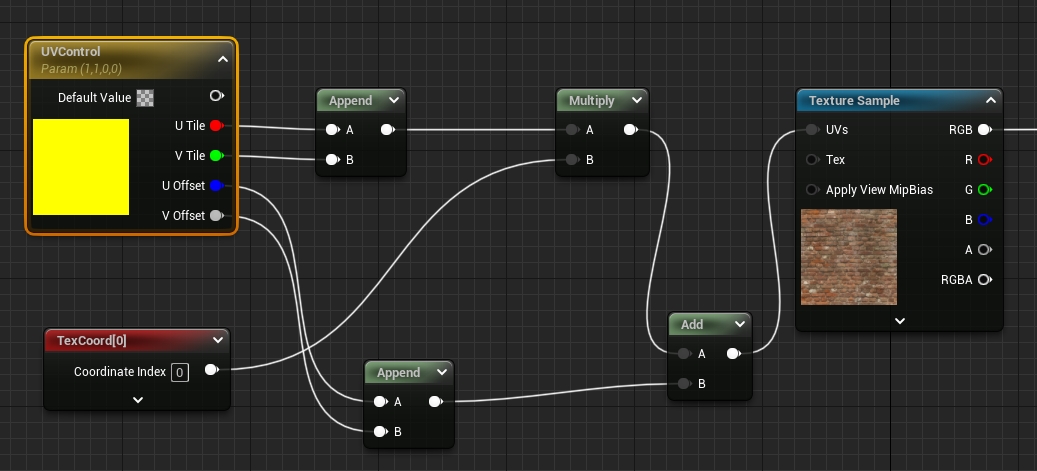 UVControl
Param (1,1,0,0)
Default Value
U Tile
V Tile
U Offset
V Offset
Append
A
B
Multiply
A
B
Texture Sample
UVs
RGB
Tex
R
Apply View MipBias
G
B
A
RGBA
TexCoord[0]
Coordinate Index 0
Append
A
B
Add
A
B